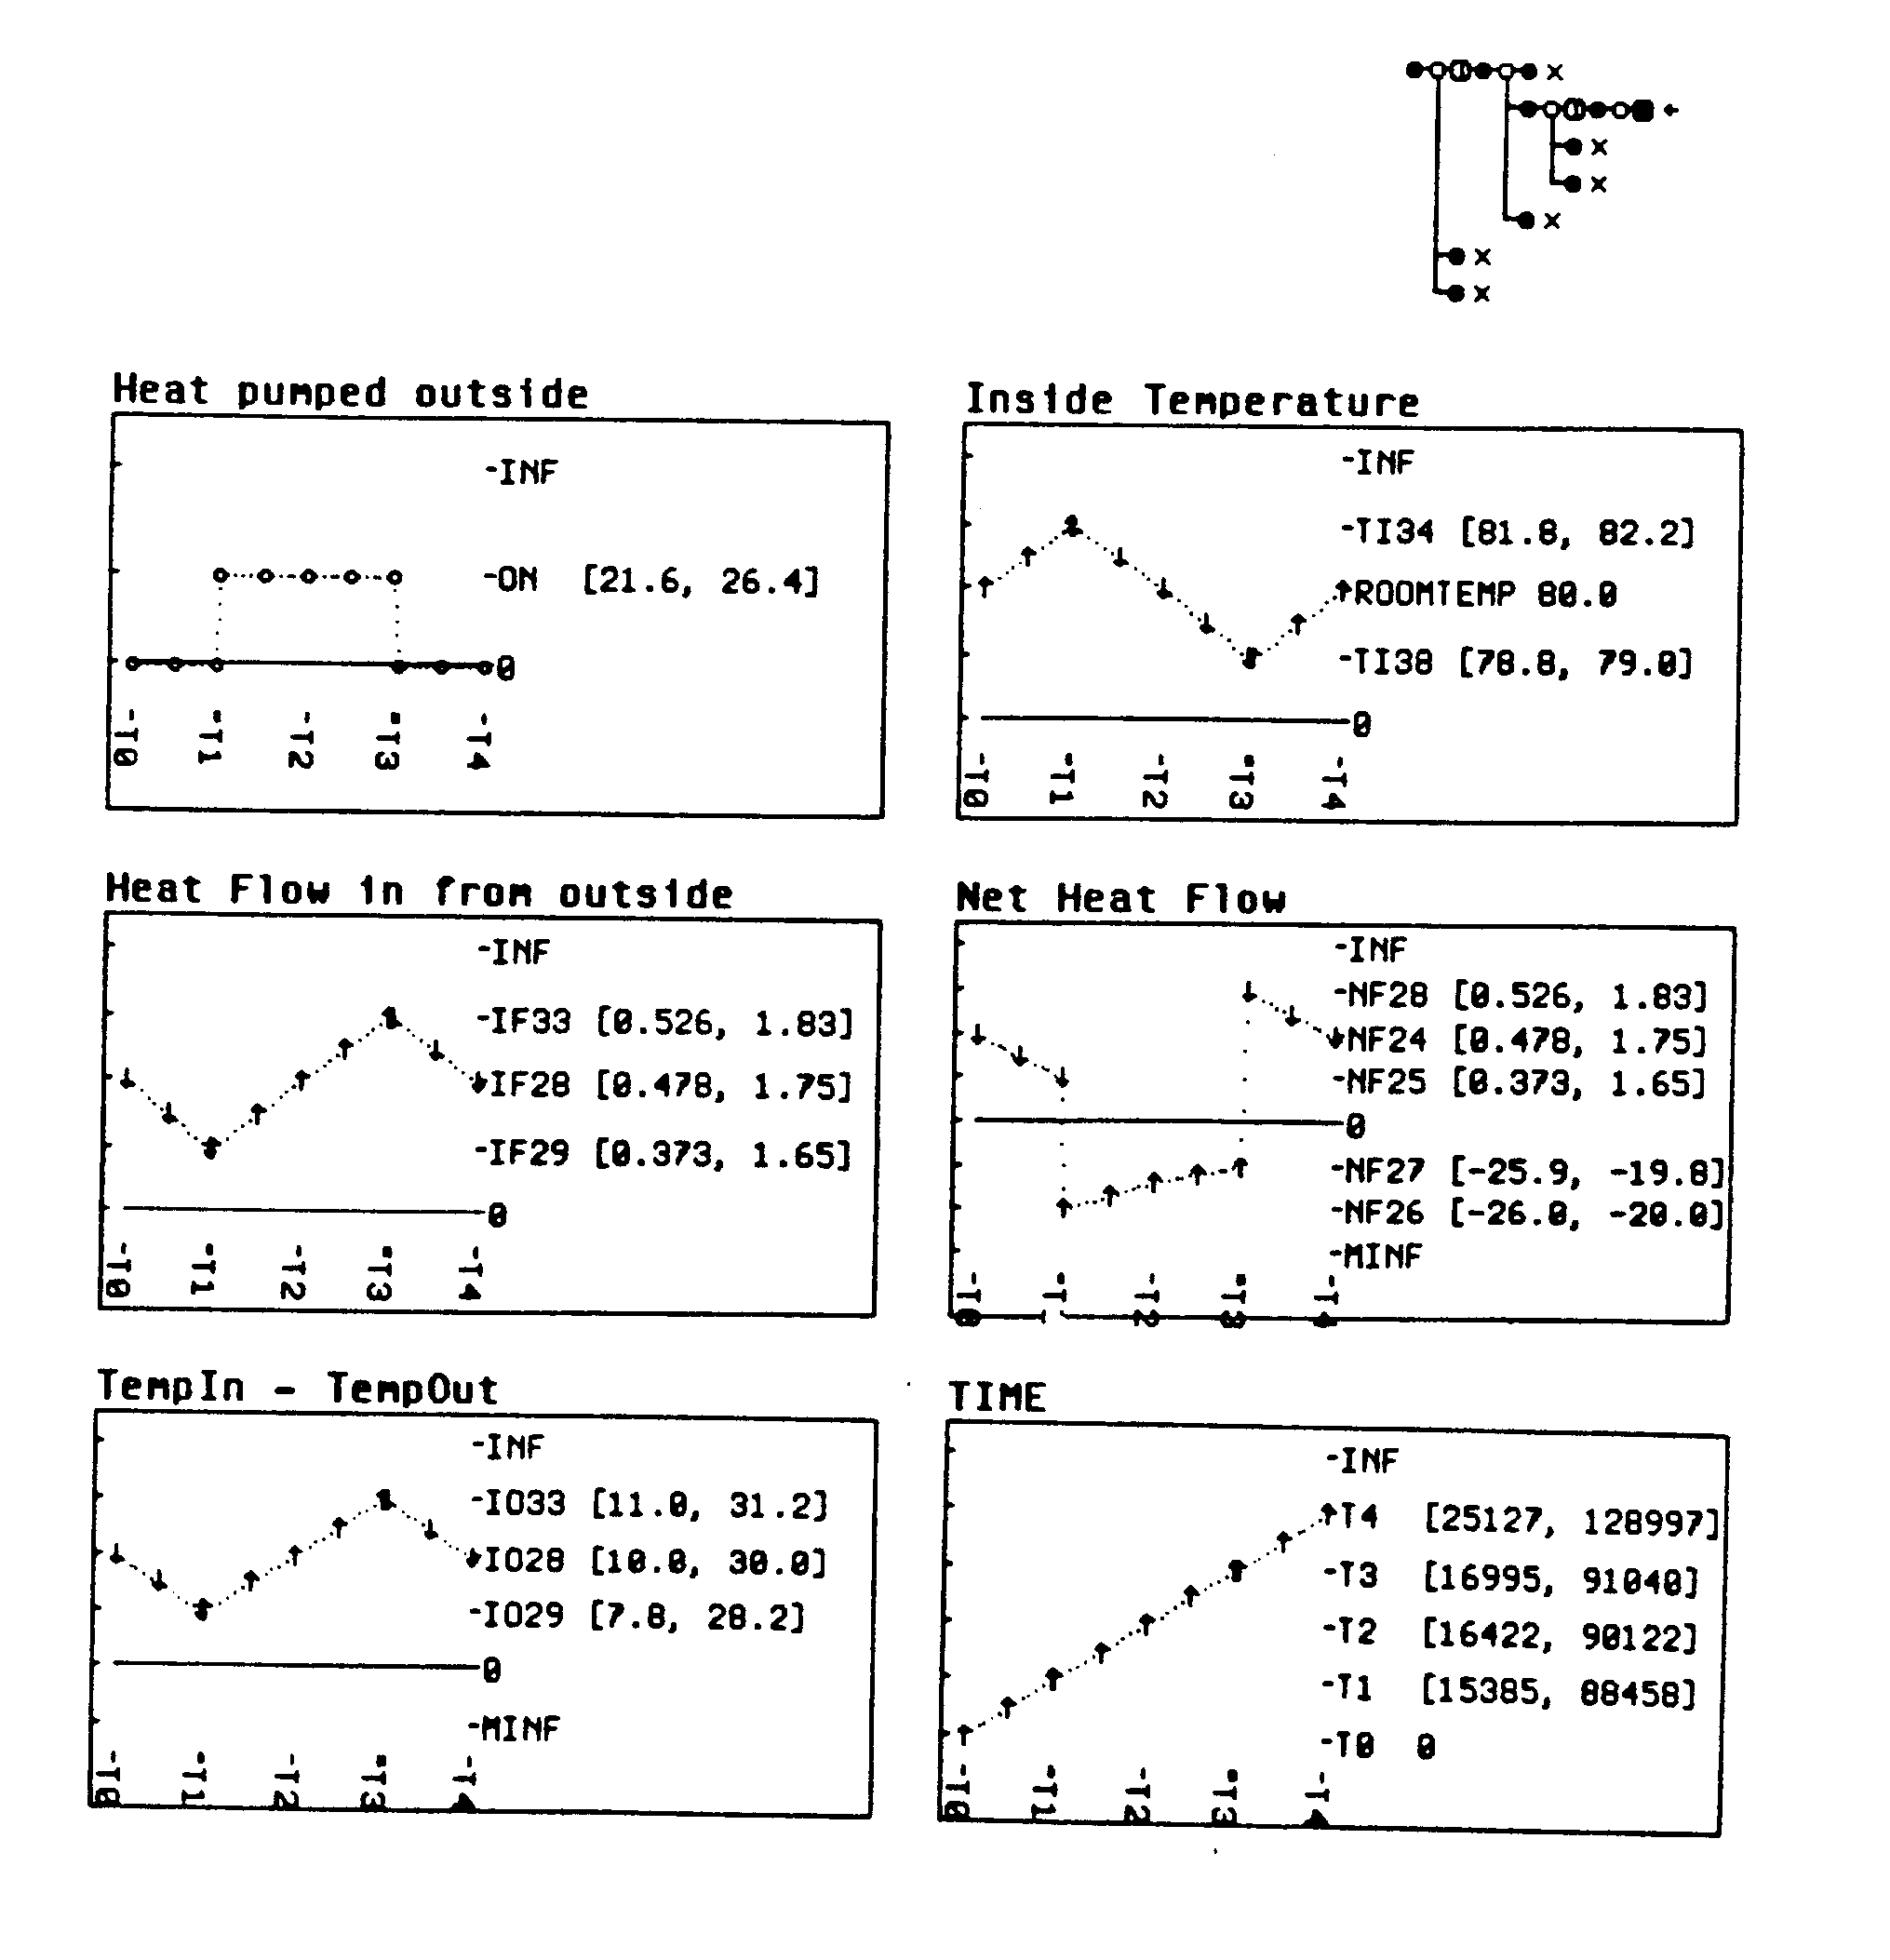 Heat pumped outside
-INF
-ON [21.6, 26.4]
0
-T0 -T1 -T2 -T3 -T4
Inside Temperature
-INF
-TI34 [81.8, 82.2]
ROOMTEMP 80.0
-TI38 [78.8, 79.0]
0
-T0 -T1 -T2 -T3 -T4
Heat Flow in from outside
-INF
-IF33 [0.526, 1.83]
IF28 [0.478, 1.75]
-IF29 [0.373, 1.65]
0
-T0 -T1 -T2 -T3 -T4
Net Heat Flow
-INF
-NF28 [0.526, 1.83]
NF24 [0.478, 1.75]
-NF25 [0.373, 1.65]
0
-NF27 [-25.9, -19.8]
-NF26 [-26.0, -20.0]
-MINF
-T0 -T -T2 -T3 -T4
TempIn - TempOut
-INF
-IO33 [11.0, 31.2]
IO28 [10.0, 30.0]
-IO29 [7.8, 28.2]
0
-MINF
-T0 -T1 -T2 -T3 -T4
TIME
-INF
T4 [25127, 128997]
-T3 [16995, 91040]
-T2 [16422, 90122]
-T1 [15385, 88458]
-T0 0
-T0 -T1 -T2 -T3 -T4